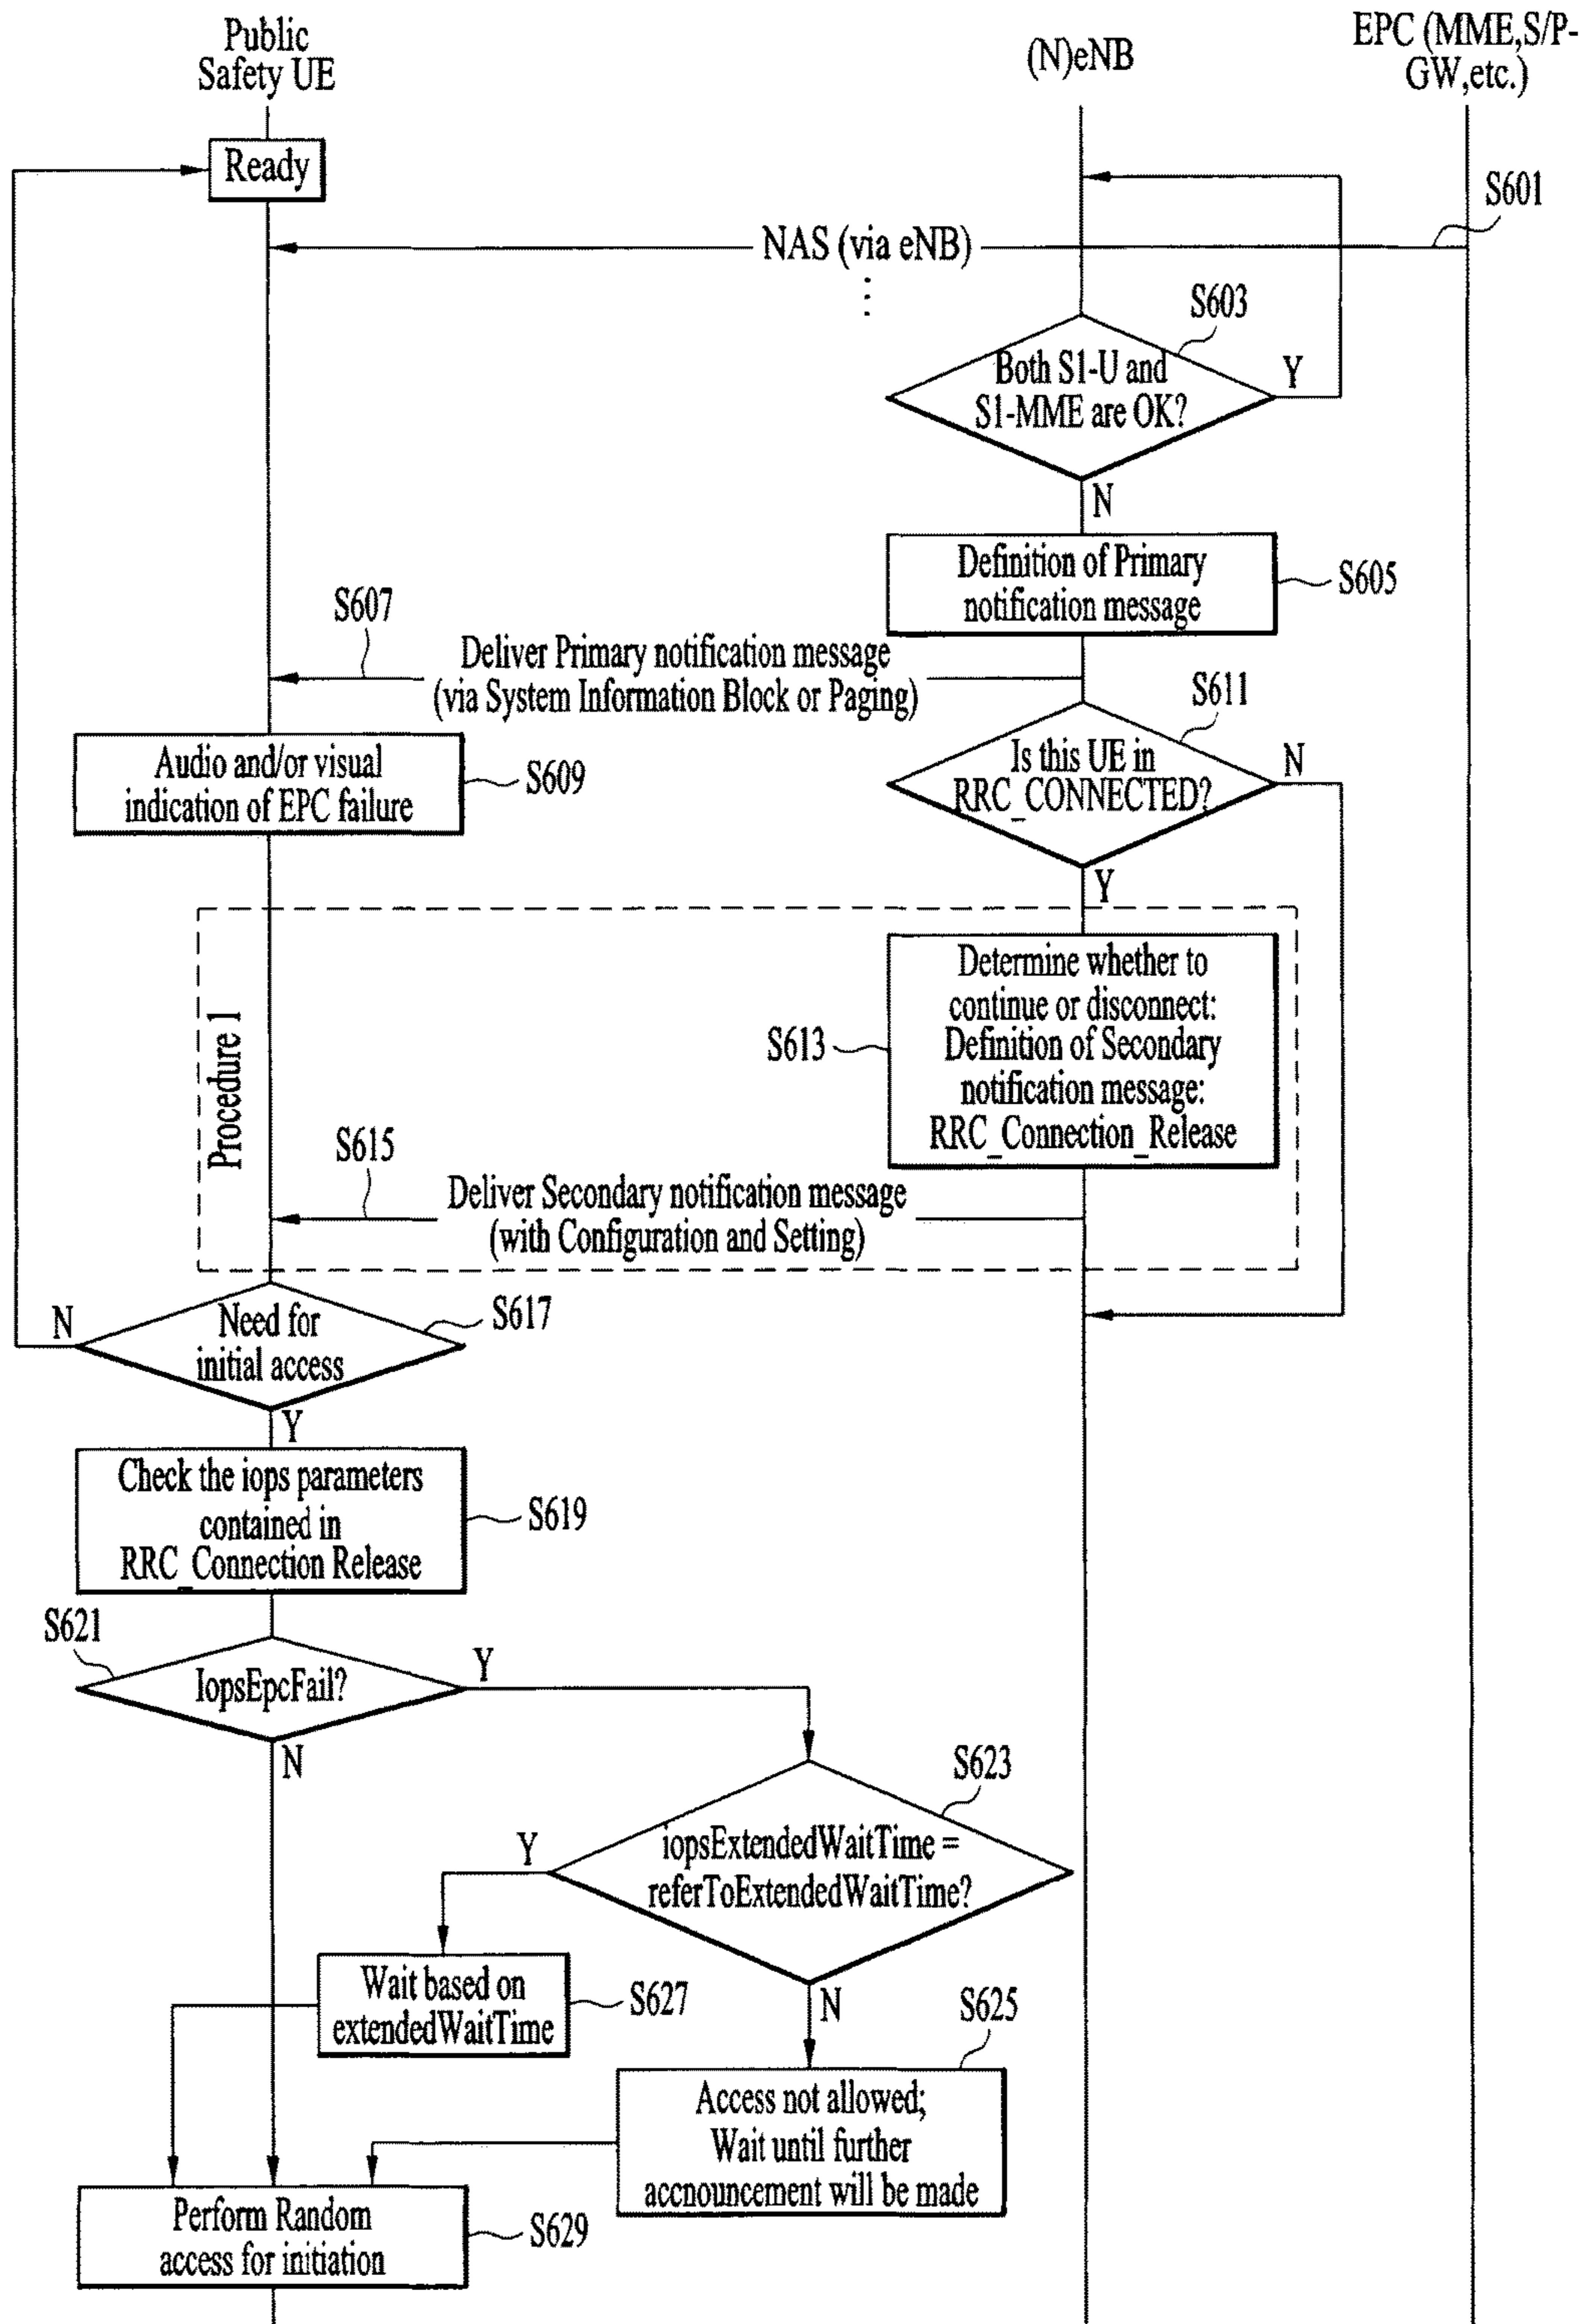 Public
Safety UE
(N)eNB
EPC (MME,S/P-
GW,etc.)
Ready
S601
NAS (via eNB)
S603
Both S1-U and
S1-MME are OK?
Y
N
Definition of Primary
notification message
S605
S607
Deliver Primary notification message
(via System Information Block or Paging)
S611
Is this UE in
RRC_CONNECTED?
N
Audio and/or visual
indication of EPC failure
S609
Y
Procedure 1
Determine whether to
continue or disconnect:
Definition of Secondary
notification message:
RRC_Connection_Release
S613
S615
Deliver Secondary notification message
(with Configuration and Setting)
N
Need for
initial access
S617
Y
Check the iops parameters
contained in
RRC_Connection Release
S619
S621
IopsEpcFail?
Y
N
S623
iopsExtendedWaitTime =
referToExtendedWaitTime?
Y
N
Wait based on
extendedWaitTime
S627
S625
Access not allowed;
Wait until further
accnouncement will be made
Perform Random
access for initiation
S629